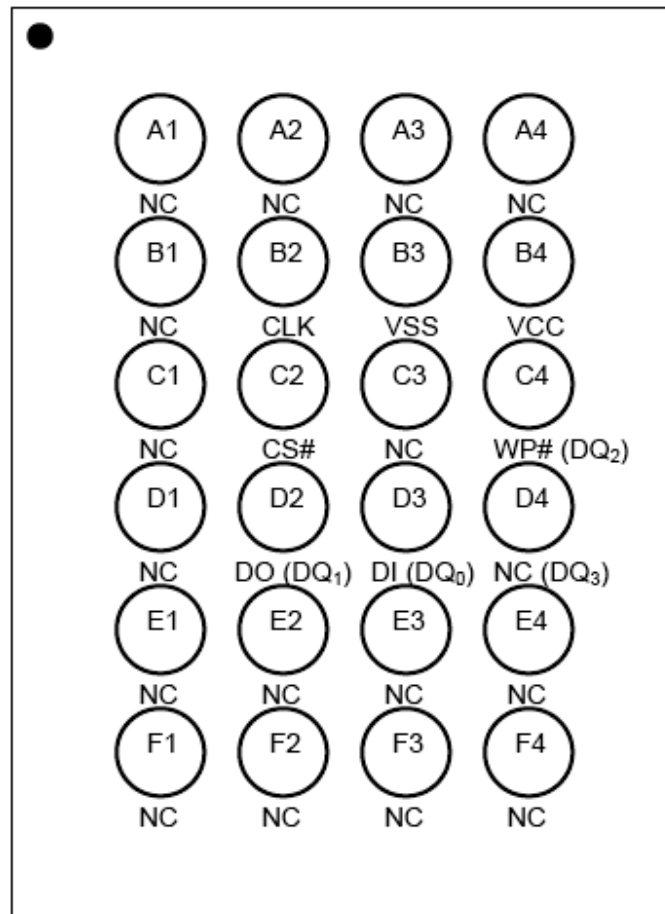 A1 A2 A3 A4
NC NC NC NC
B1 B2 B3 B4
NC CLK VSS VCC
C1 C2 C3 C4
NC CS# NC WP# (DQ₂)
D1 D2 D3 D4
NC DO (DQ₁) DI (DQ₀) NC (DQ₃)
E1 E2 E3 E4
NC NC NC NC
F1 F2 F3 F4
NC NC NC NC